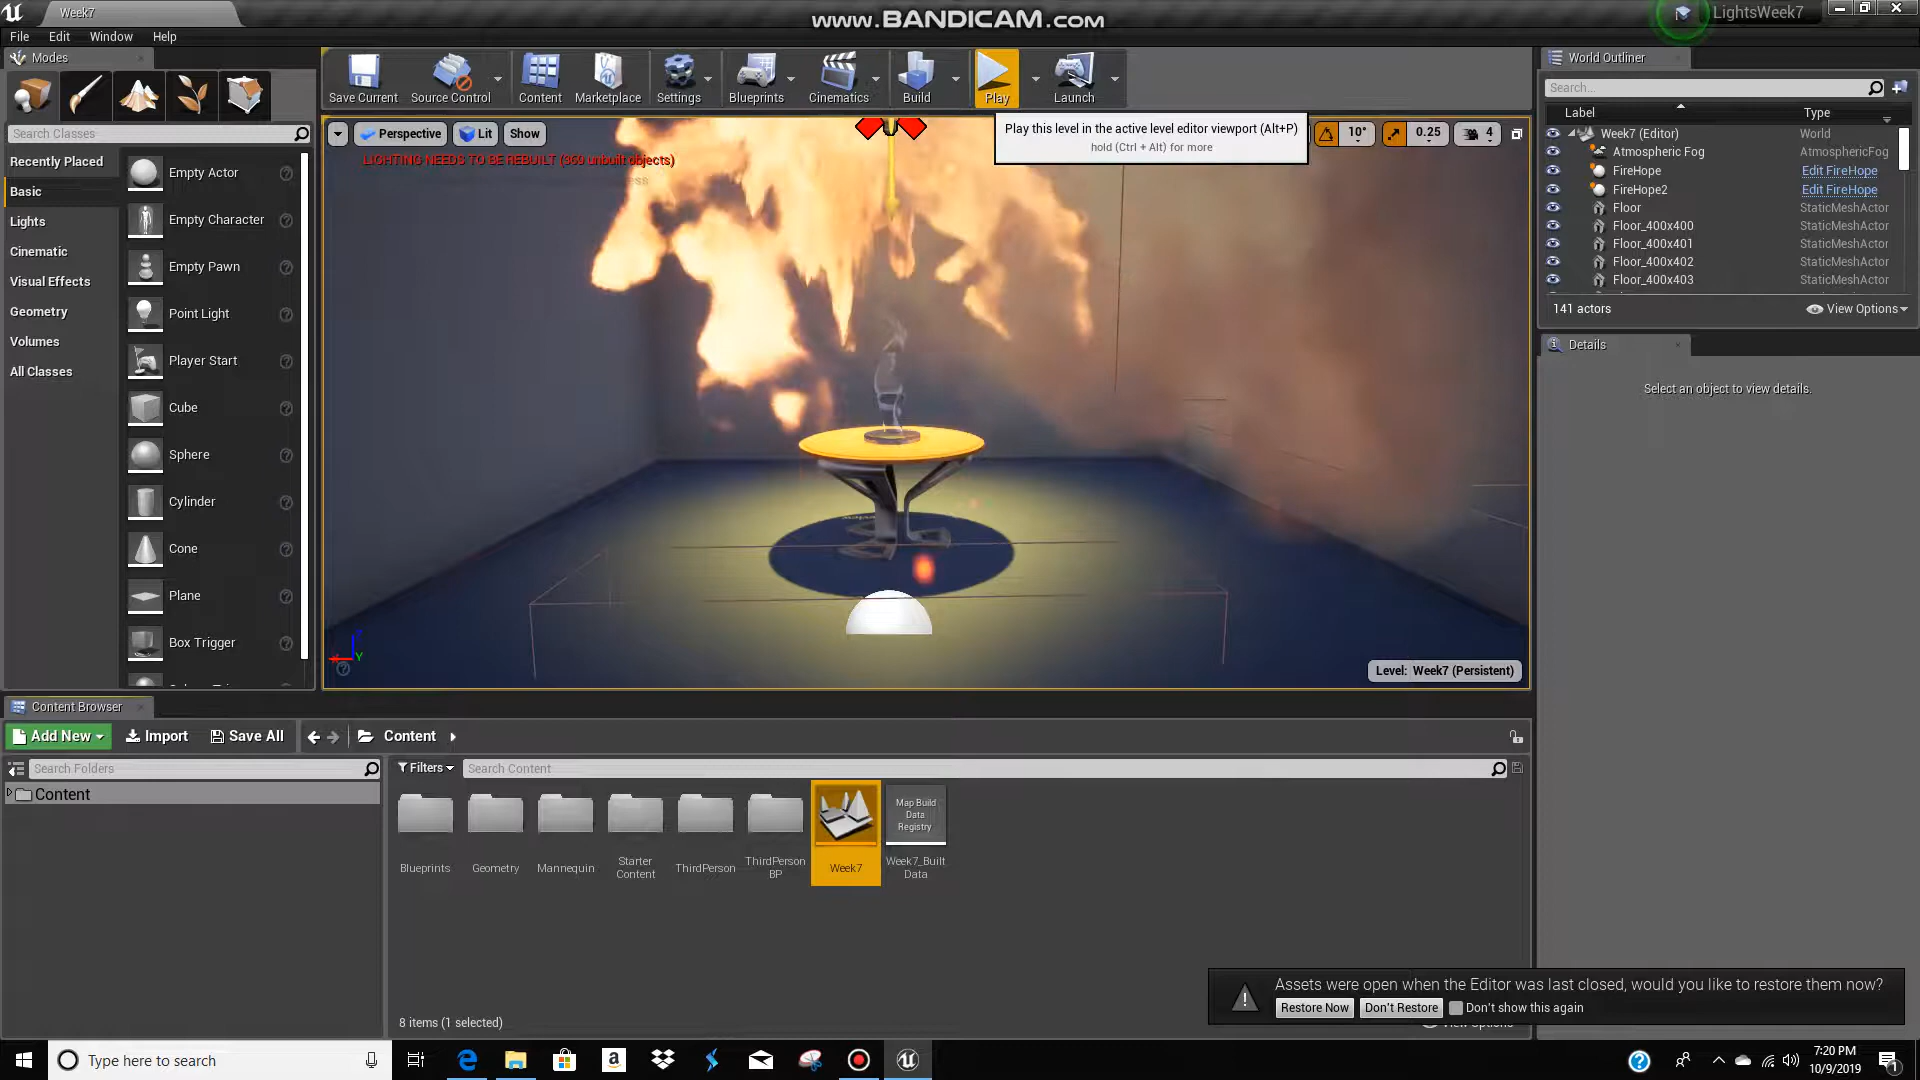 Week7
www.BANDICAM.com
LightsWeek7
File Edit Window Help
Modes
Search Classes
Recently Placed
Basic
Lights
Cinematic
Visual Effects
Geometry
Volumes
All Classes
Empty Actor
Empty Character
Empty Pawn
Point Light
Player Start
Cube
Sphere
Cylinder
Cone
Plane
Box Trigger
Save Current
Source Control
Content
Marketplace
Settings
Blueprints
Cinematics
Build
Play
Launch
Perspective
Lit
Show
LIGHTING NEEDS TO BE REBUILT (359 unbuilt objects)
Play this level in the active level editor viewport (Alt+P)
hold (Ctrl + Alt) for more
10°
0.25
4
Z
Y
Level: Week7 (Persistent)
World Outliner
Search...
Label Type
Week7 (Editor) World
Atmospheric Fog AtmosphericFog
FireHope Edit FireHope
FireHope2 Edit FireHope
Floor StaticMeshActor
Floor_400x400 StaticMeshActor
Floor_400x401 StaticMeshActor
Floor_400x402 StaticMeshActor
Floor_400x403 StaticMeshActor
141 actors
View Options
Details
Select an object to view details.
Content Browser
Add New
Import
Save All
Content
Search Folders
Content
Filters
Search Content
Blueprints
Geometry
Mannequin
Starter
Content
ThirdPerson
ThirdPerson
BP
Week7
Map Build
Data
Registry
Week7_Built
Data
8 items (1 selected)
View Options
Assets were open when the Editor was last closed, would you like to restore them now?
Restore Now
Don't Restore
Don't show this again
Type here to search
7:20 PM
10/9/2019
1